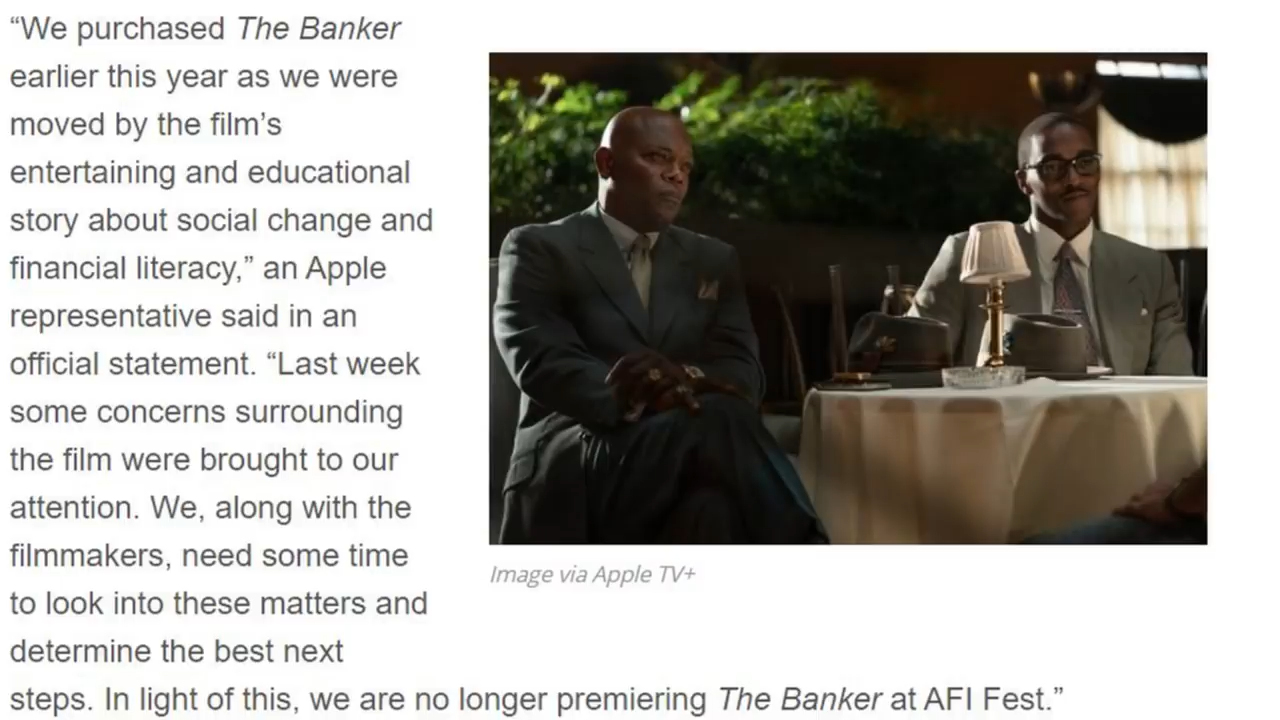 “We purchased The Banker
earlier this year as we were
moved by the film’s
entertaining and educational
story about social change and
financial literacy,” an Apple
representative said in an
official statement. “Last week
some concerns surrounding
the film were brought to our
attention. We, along with the
filmmakers, need some time
to look into these matters and
determine the best next
steps. In light of this, we are no longer premiering The Banker at AFI Fest.”
Image via Apple TV+